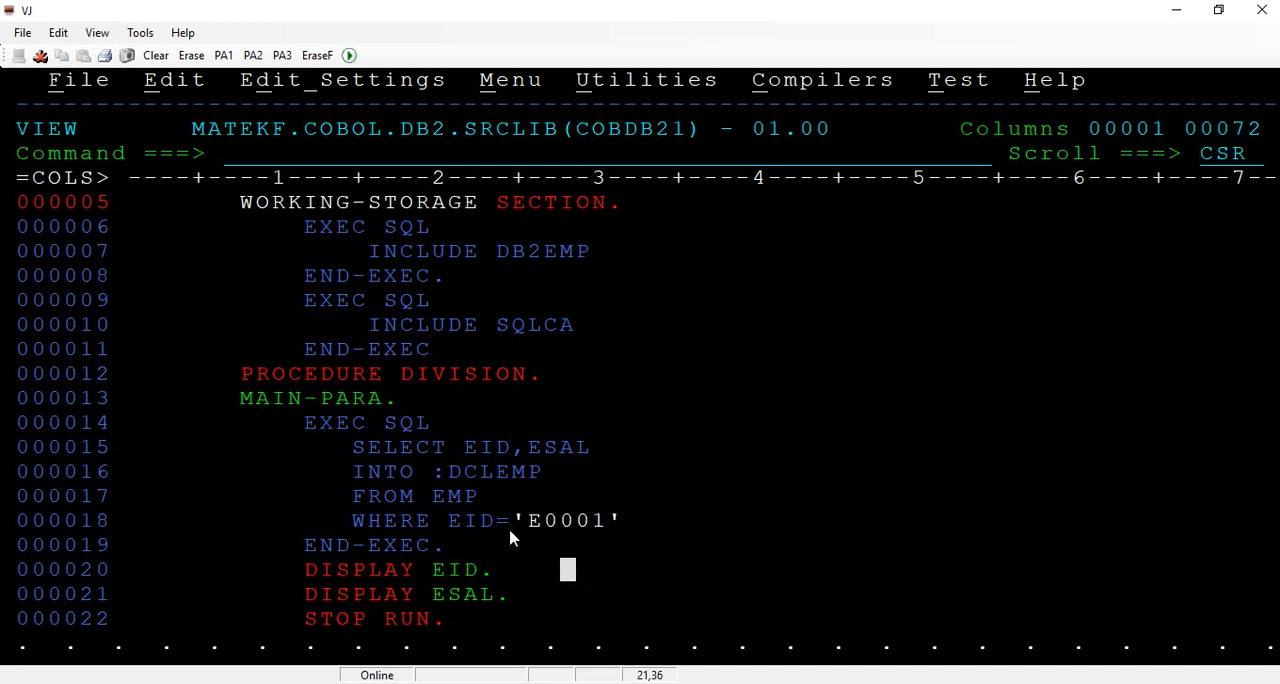 VJ
File Edit View Tools Help
Clear Erase PA1 PA2 PA3 EraseF
File Edit Edit_Settings Menu Utilities Compilers Test Help
VIEW MATEKF.COBOL.DB2.SRCLIB(COBDB21) - 01.00 Columns 00001 00072
Command ===> Scroll ===> CSR
=COLS> ----+----1----+----2----+----3----+----4----+----5----+----6----+----7--
000005 WORKING-STORAGE SECTION.
000006 EXEC SQL
000007 INCLUDE DB2EMP
000008 END-EXEC.
000009 EXEC SQL
000010 INCLUDE SQLCA
000011 END-EXEC
000012 PROCEDURE DIVISION.
000013 MAIN-PARA.
000014 EXEC SQL
000015 SELECT EID,ESAL
000016 INTO :DCLEMP
000017 FROM EMP
000018 WHERE EID='E0001'
000019 END-EXEC.
000020 DISPLAY EID.
000021 DISPLAY ESAL.
000022 STOP RUN.
. . . . . . . . . . . . . . . . . . . . . . . . . . .
Online 21,36